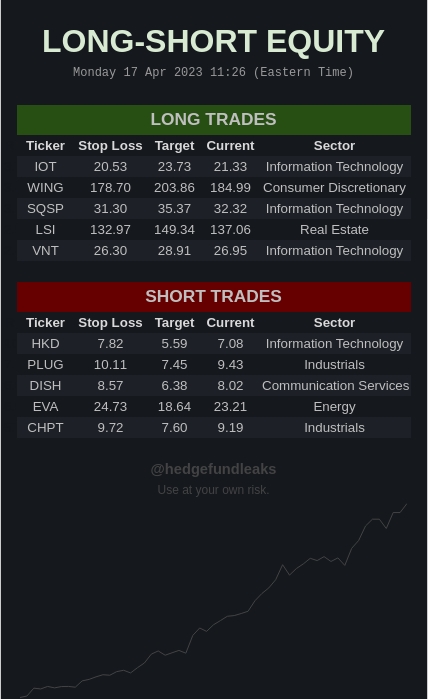 LONG-SHORT EQUITY
Monday 17 Apr 2023 11:26 (Eastern Time)
LONG TRADES
Ticker Stop Loss Target Current Sector
IOT 20.53 23.73 21.33 Information Technology
WING 178.70 203.86 184.99 Consumer Discretionary
SQSP 31.30 35.37 32.32 Information Technology
LSI 132.97 149.34 137.06 Real Estate
VNT 26.30 28.91 26.95 Information Technology
SHORT TRADES
Ticker Stop Loss Target Current Sector
HKD 7.82 5.59 7.08 Information Technology
PLUG 10.11 7.45 9.43 Industrials
DISH 8.57 6.38 8.02 Communication Services
EVA 24.73 18.64 23.21 Energy
CHPT 9.72 7.60 9.19 Industrials
@hedgefundleaks
Use at your own risk.